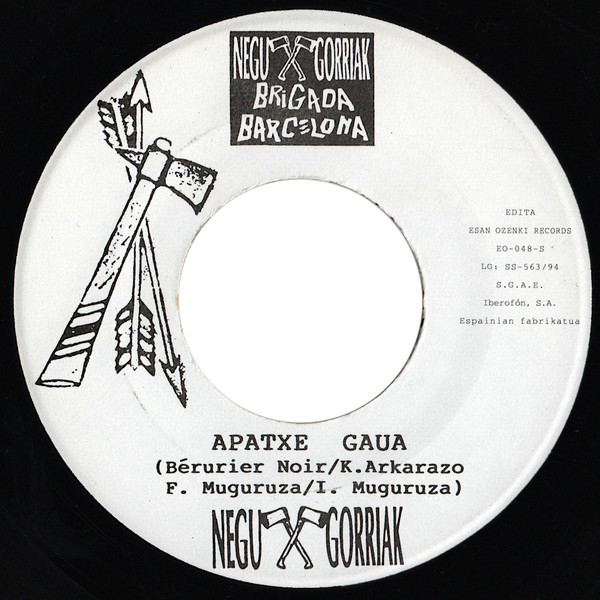 NEGU GORRIAK
BRIGADA
BARCELONA
EDITA
ESAN OZENKI RECORDS
EO-048-S
LG: SS-563/94
S.G.A.E.
Iberofón, S.A.
Espainian fabrikatua
APATXE GAUA
(Bérurier Noir/K.Arkarazo
F. Muguruza/I. Muguruza)
NEGU GORRIAK